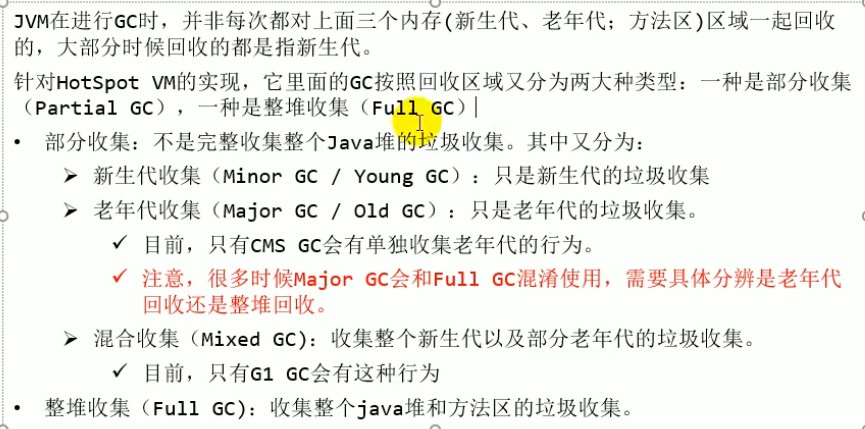 JVM在进行GC时，并非每次都对上面三个内存(新生代、老年代；方法区)区域一起回收
的，大部分时候回收的都是指新生代。
针对HotSpot VM的实现，它里面的GC按照回收区域又分为两大种类型：一种是部分收集
（Partial GC），一种是整堆收集（Full GC）
• 部分收集：不是完整收集整个Java堆的垃圾收集。其中又分为：
➢ 新生代收集（Minor GC / Young GC）：只是新生代的垃圾收集
➢ 老年代收集（Major GC / Old GC）：只是老年代的垃圾收集。
✓ 目前，只有CMS GC会有单独收集老年代的行为。
✓ 注意，很多时候Major GC会和Full GC混淆使用，需要具体分辨是老年代
回收还是整堆回收。
➢ 混合收集（Mixed GC)：收集整个新生代以及部分老年代的垃圾收集。
✓ 目前，只有G1 GC会有这种行为
• 整堆收集（Full GC)：收集整个java堆和方法区的垃圾收集。